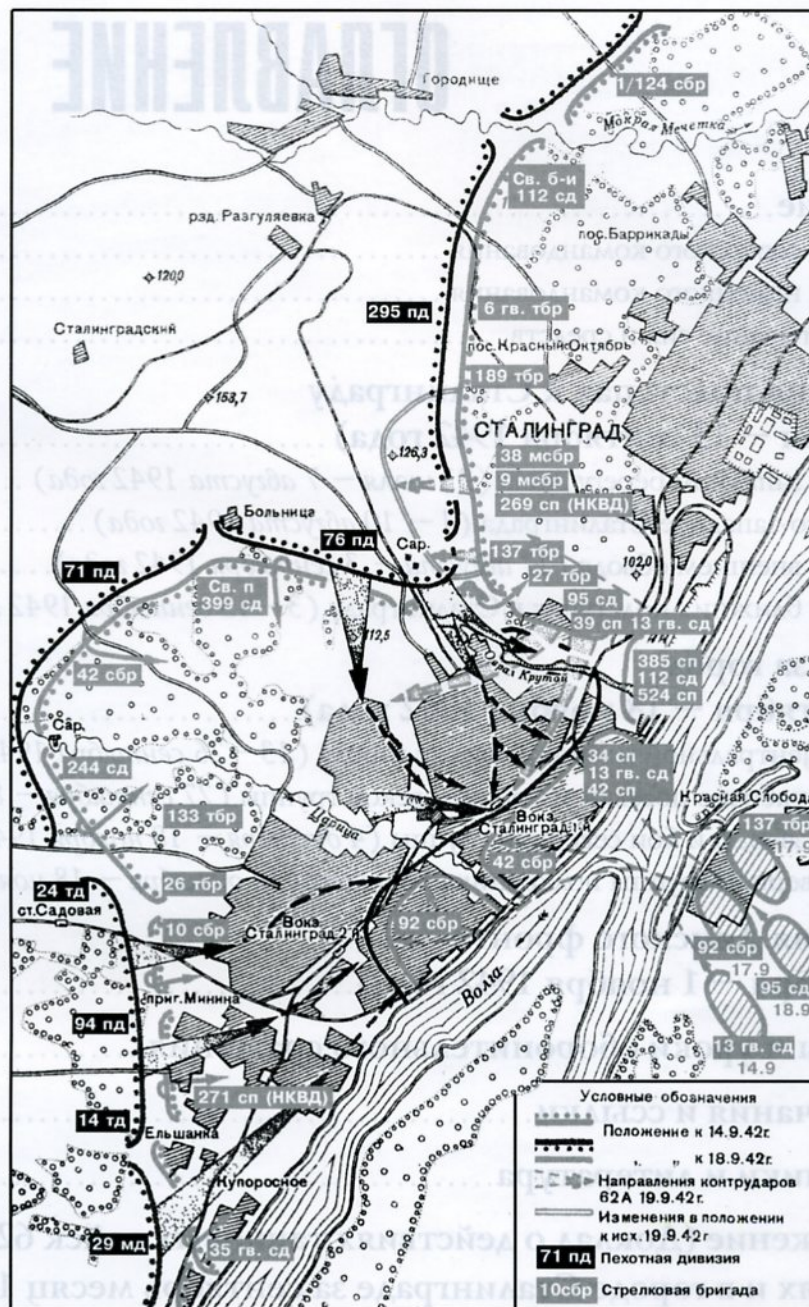 Городище
1/124 сбр
Мокрая Мечетка
Св. б-и
112 сд
рзд. Разгуляевка
пос. Баррикады
120,0
295 пд
6 гв. тбр
Сталинградский
пос. Красный Октябрь
189 тбр
153,7
СТАЛИНГРАД
126,3
38 мсбр
9 мсбр
269 сп (НКВД)
Больница
76 пд
Сар.
137 тбр
102,0
71 пд
27 тбр
Св. п
399 сд
95 сд
39 сп 13 гв. сд
112,5
Крутой
385 сп
112 сд
524 сп
42 сбр
Сар.
244 сд
34 сп
13 гв. сд
42 сп
Красная Слобода
133 тбр
Царица
Вокз.
Сталинград 1-й
137 тбр
17.9
42 сбр
24 тд
26 тбр
ст. Садовая
10 сбр
Вокз.
Сталинград 2-й
92 сбр
92 сбр
17.9
Волга
95 сд
18.9
приг. Минина
94 пд
13 гв. сд
14.9
271 сп (НКВД)
14 тд
Ельшанка
Купоросное
29 мд
35 гв. сд
Условные обозначения
Положение к 14.9.42г.
„ „ к 18.9.42г.
Направления контрударов
62А 19.9.42г.
Изменения в положении
к исх. 19.9.42г.
71 пд Пехотная дивизия
10сбр Стрелковая бригада